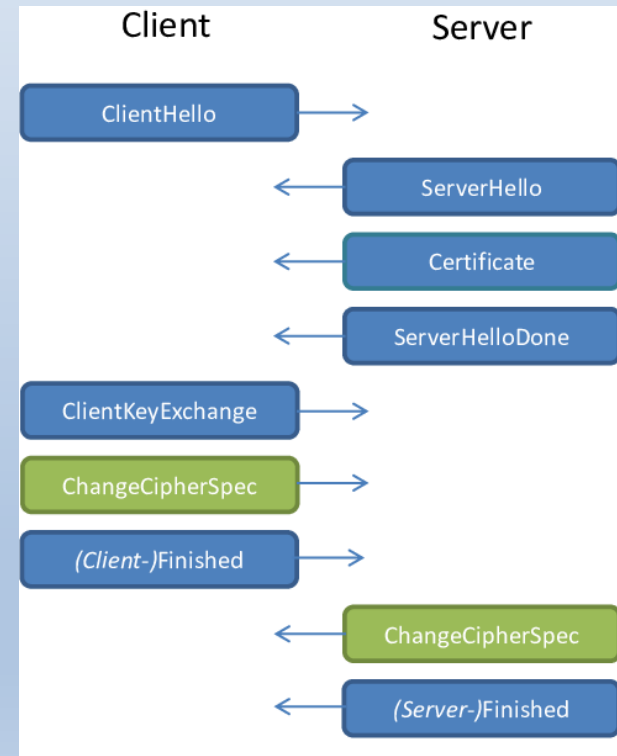 Client
Server
ClientHello
ServerHello
Certificate
ServerHelloDone
ClientKeyExchange
ChangeCipherSpec
(Client-)Finished
ChangeCipherSpec
(Server-)Finished